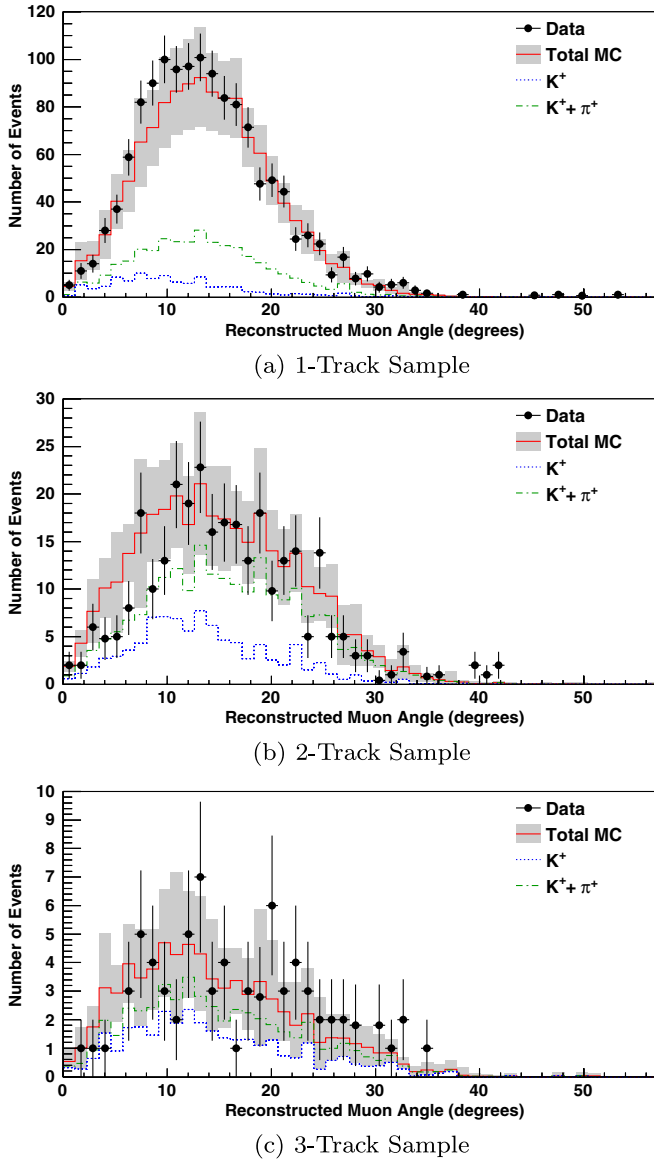 120
100
80
60
40
20
0
Number of Events
Data
Total MC
K⁺
K⁺+ π⁺
0 10 20 30 40 50
Reconstructed Muon Angle (degrees)
(a) 1-Track Sample
30
25
20
15
10
5
0
Number of Events
Data
Total MC
K⁺
K⁺+ π⁺
0 10 20 30 40 50
Reconstructed Muon Angle (degrees)
(b) 2-Track Sample
10
9
8
7
6
5
4
3
2
1
0
Number of Events
Data
Total MC
K⁺
K⁺+ π⁺
0 10 20 30 40 50
Reconstructed Muon Angle (degrees)
(c) 3-Track Sample